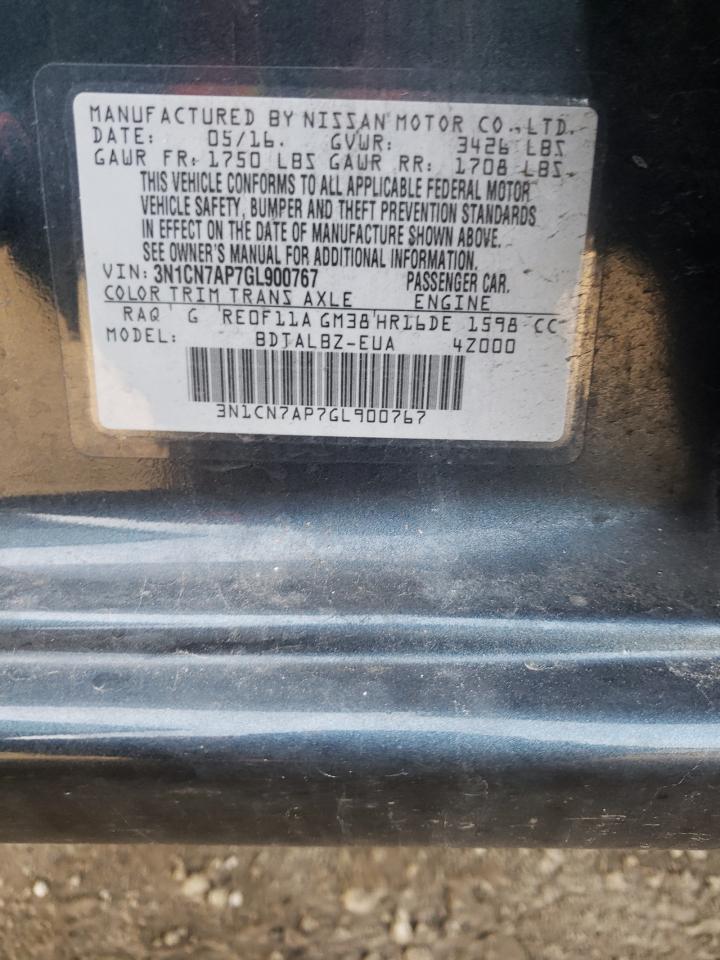 MANUFACTURED BY NISSAN MOTOR CO., LTD.
DATE: 05/16. GVWR: 3426 LBS
GAWR FR: 1750 LBS GAWR RR: 1708 LBS.
THIS VEHICLE CONFORMS TO ALL APPLICABLE FEDERAL MOTOR
VEHICLE SAFETY, BUMPER AND THEFT PREVENTION STANDARDS
IN EFFECT ON THE DATE OF MANUFACTURE SHOWN ABOVE.
SEE OWNER'S MANUAL FOR ADDITIONAL INFORMATION.
VIN: 3N1CN7AP7GL900767 PASSENGER CAR.
COLOR TRIM TRANS AXLE ENGINE
RAQ G RE0F11A GM38 HR16DE 1598 CC
MODEL: BDTALBZ-EUA 4Z000
3N1CN7AP7GL900767